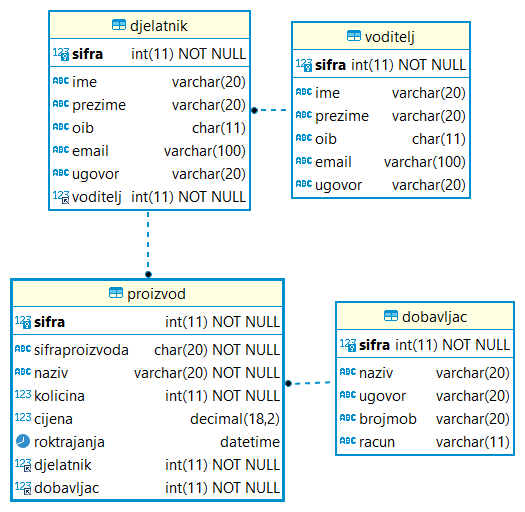 djelatnik
sifra int(11) NOT NULL
ime varchar(20)
prezime varchar(20)
oib char(11)
email varchar(100)
ugovor varchar(20)
voditelj int(11) NOT NULL
voditelj
sifra int(11) NOT NULL
ime varchar(20)
prezime varchar(20)
oib char(11)
email varchar(100)
ugovor varchar(20)
proizvod
sifra int(11) NOT NULL
sifraproizvoda char(20) NOT NULL
naziv varchar(20) NOT NULL
kolicina int(11) NOT NULL
cijena decimal(18,2)
roktrajanja datetime
djelatnik int(11) NOT NULL
dobavljac int(11) NOT NULL
dobavljac
sifra int(11) NOT NULL
naziv varchar(20)
ugovor varchar(20)
brojmob varchar(20)
racun varchar(11)